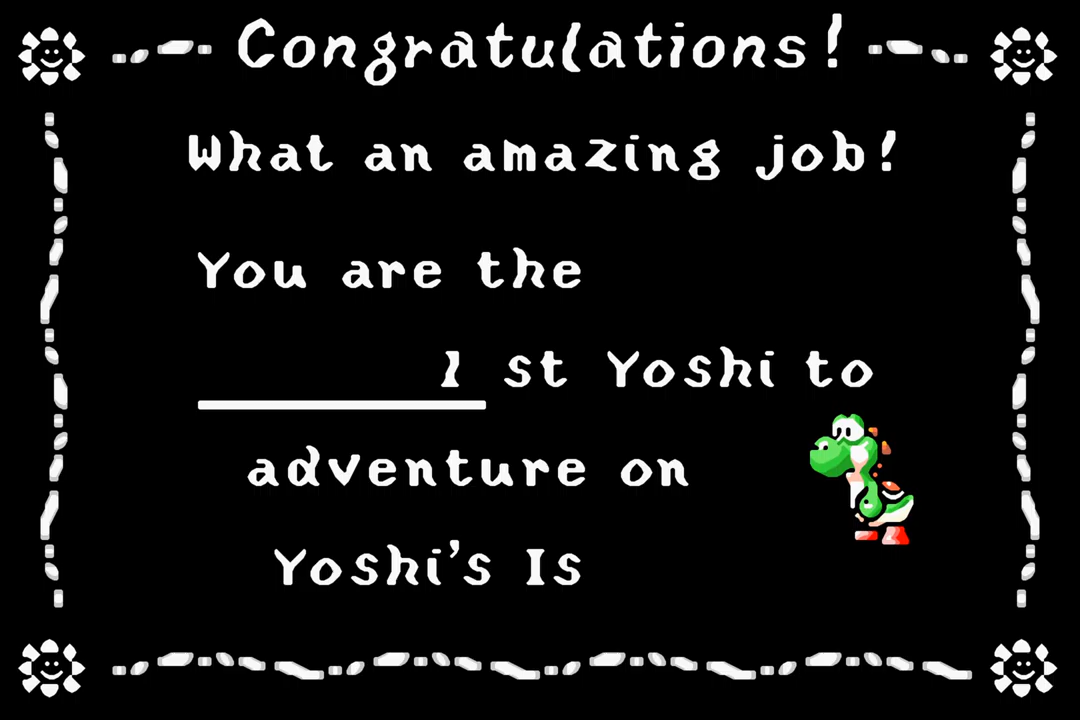 Congratulations!
What an amazing job!
You are the
1 st Yoshi to
adventure on
Yoshi's Is